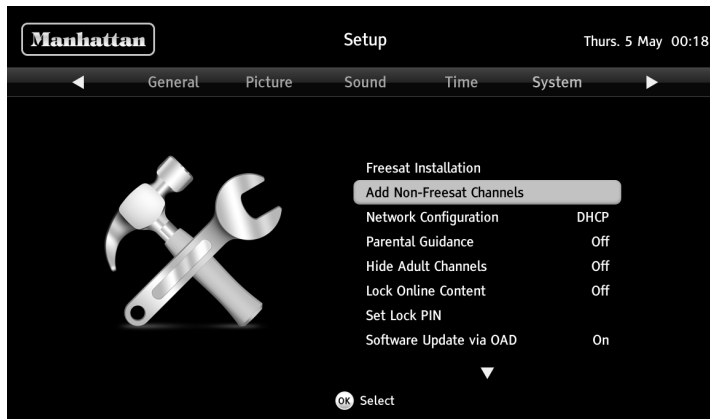 Manhattan Setup Thurs. 5 May 00:18
General Picture Sound Time System
Freesat Installation
Add Non-Freesat Channels
Network Configuration DHCP
Parental Guidance Off
Hide Adult Channels Off
Lock Online Content Off
Set Lock PIN
Software Update via OAD On
OK Select